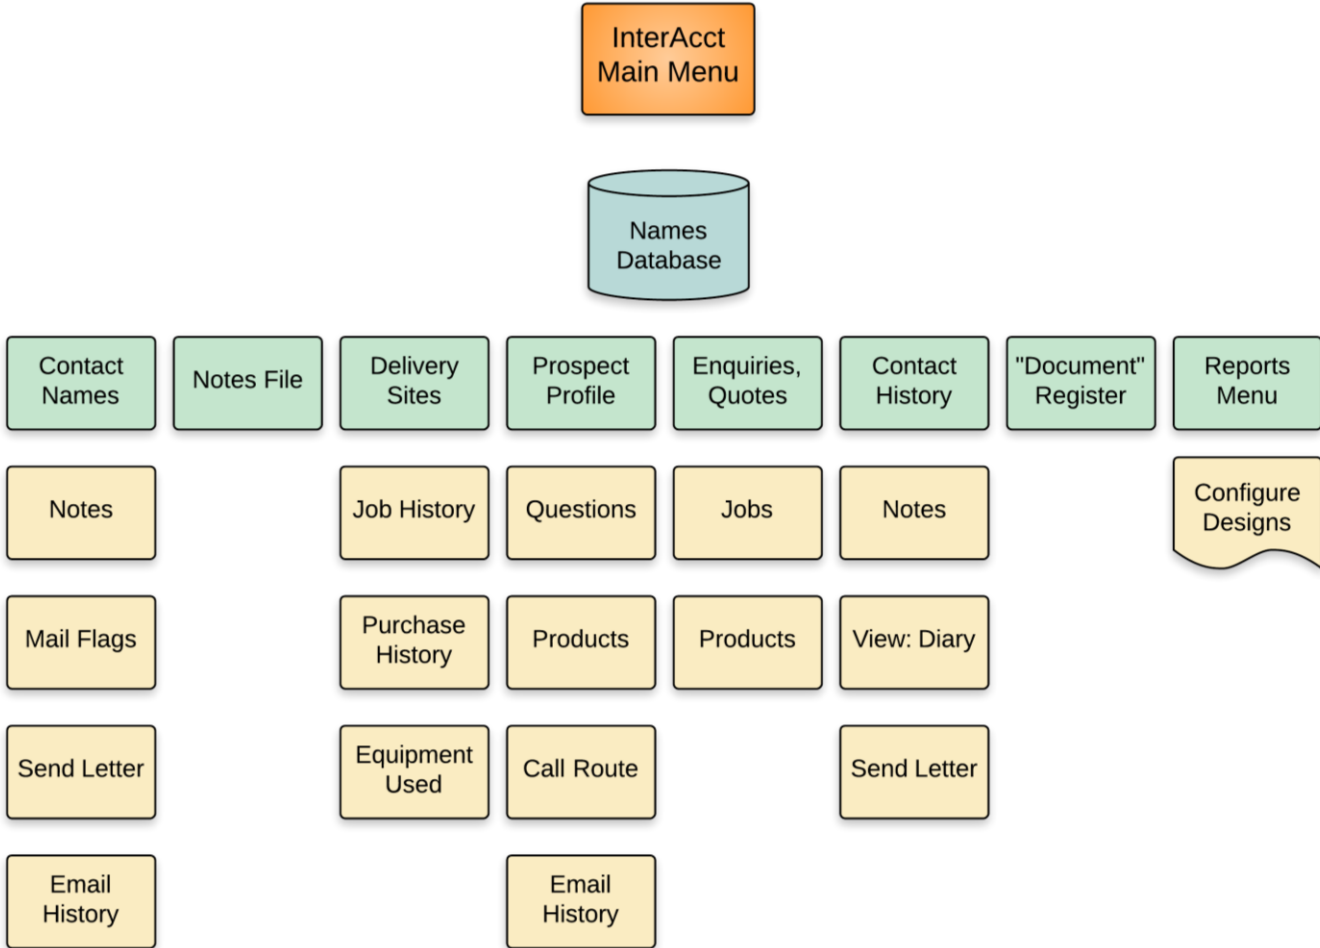 InterAcct
Main Menu
Names
Database
Contact
Names
Notes File
Delivery
Sites
Prospect
Profile
Enquiries,
Quotes
Contact
History
"Document"
Register
Reports
Menu
Notes
Job History
Questions
Jobs
Notes
Configure
Designs
Mail Flags
Purchase
History
Products
Products
View: Diary
Send Letter
Equipment
Used
Call Route
Send Letter
Email
History
Email
History